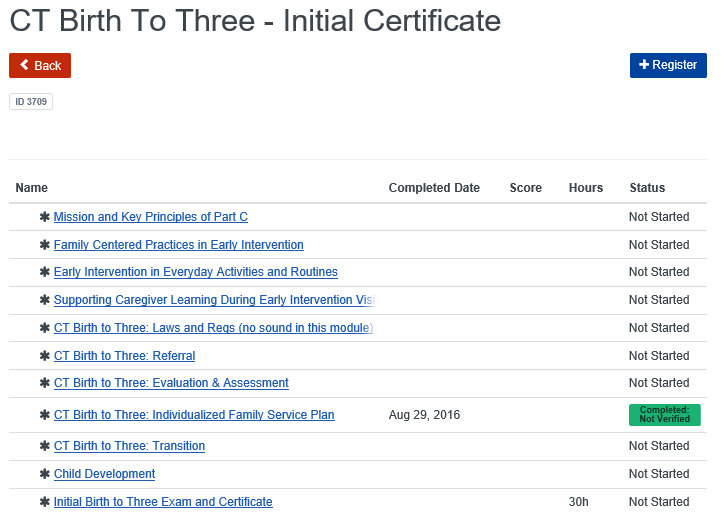 CT Birth To Three - Initial Certificate
Back
Register
ID 3709
Name Completed Date Score Hours Status
Mission and Key Principles of Part C Not Started
Family Centered Practices in Early Intervention Not Started
Early Intervention in Everyday Activities and Routines Not Started
Supporting Caregiver Learning During Early Intervention Vis Not Started
CT Birth to Three: Laws and Regs (no sound in this module) Not Started
CT Birth to Three: Referral Not Started
CT Birth to Three: Evaluation & Assessment Not Started
CT Birth to Three: Individualized Family Service Plan Aug 29, 2016 Completed: Not Verified
CT Birth to Three: Transition Not Started
Child Development Not Started
Initial Birth to Three Exam and Certificate 30h Not Started